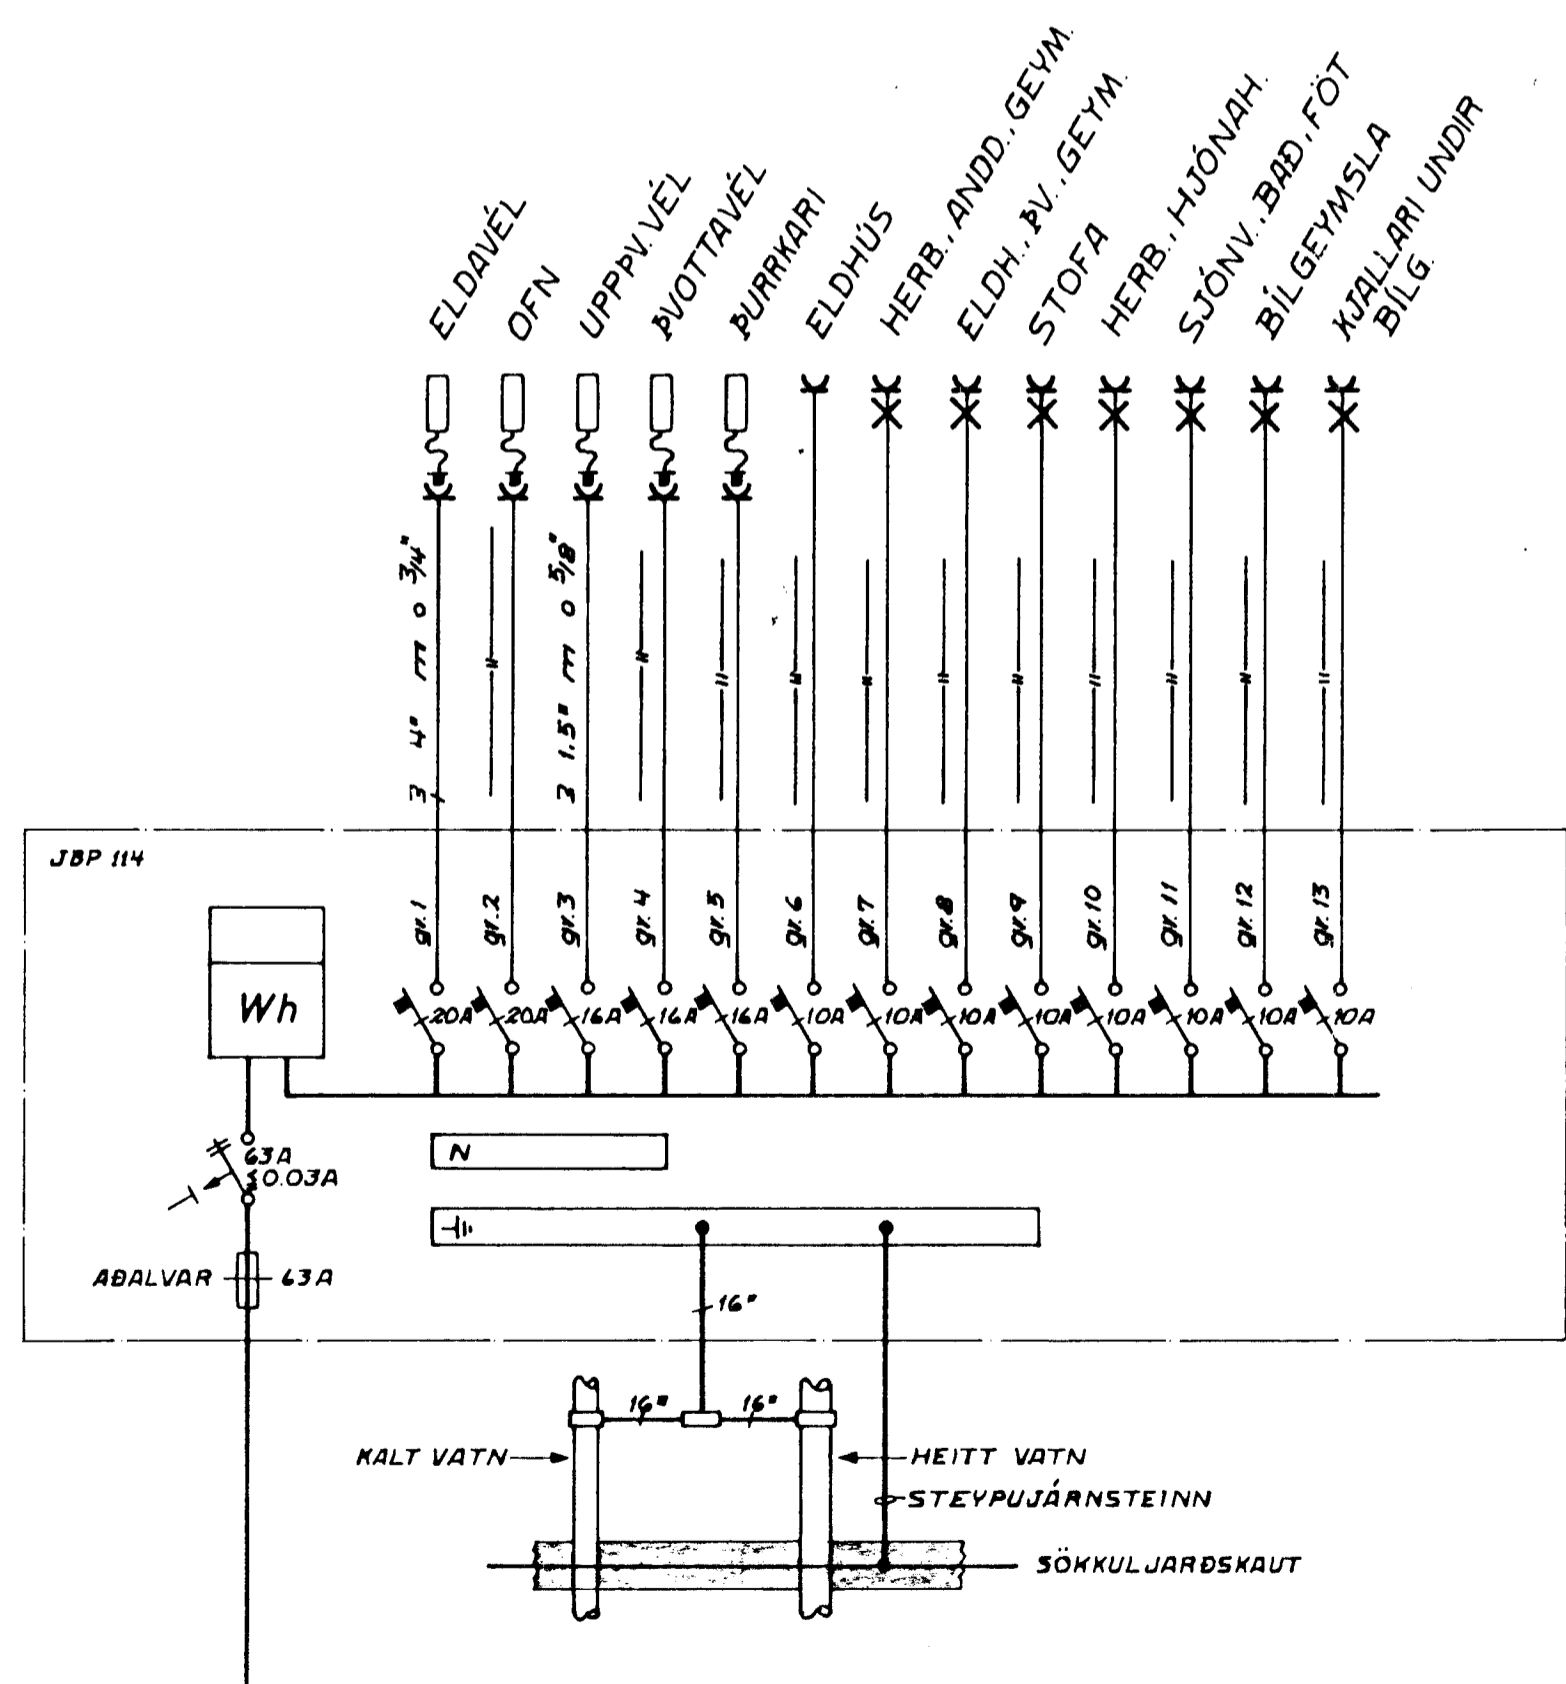 ELDAVÉL
OFN
UPPÞV.VÉL
ÞVOTTAVÉL
ÞURRKARI
ELDHÚS
HERB., ANDD., GEYM.
ELDH., ÞV., GEYM.
STOFA
HERB., HJÓNAH.
SJÓNV., BAÐ, FÖT
BÍLGEYMSLA
KJALLARI UNDIR
BÍLG.
3 4" m o 3/4"
3 1.5" m o 5/8"
JBP 114
gr.1
gr.2
gr.3
gr.4
gr.5
gr.6
gr.7
gr.8
gr.9
gr.10
gr.11
gr.12
gr.13
Wh
20A
20A
16A
16A
16A
10A
10A
10A
10A
10A
10A
10A
10A
63A
0.03A
N
AÐALVAR
63A
16"
16"
16"
KALT VATN
HEITT VATN
STEYPUJÁRNSTEINN
SÖKKULJARÐSKAUT